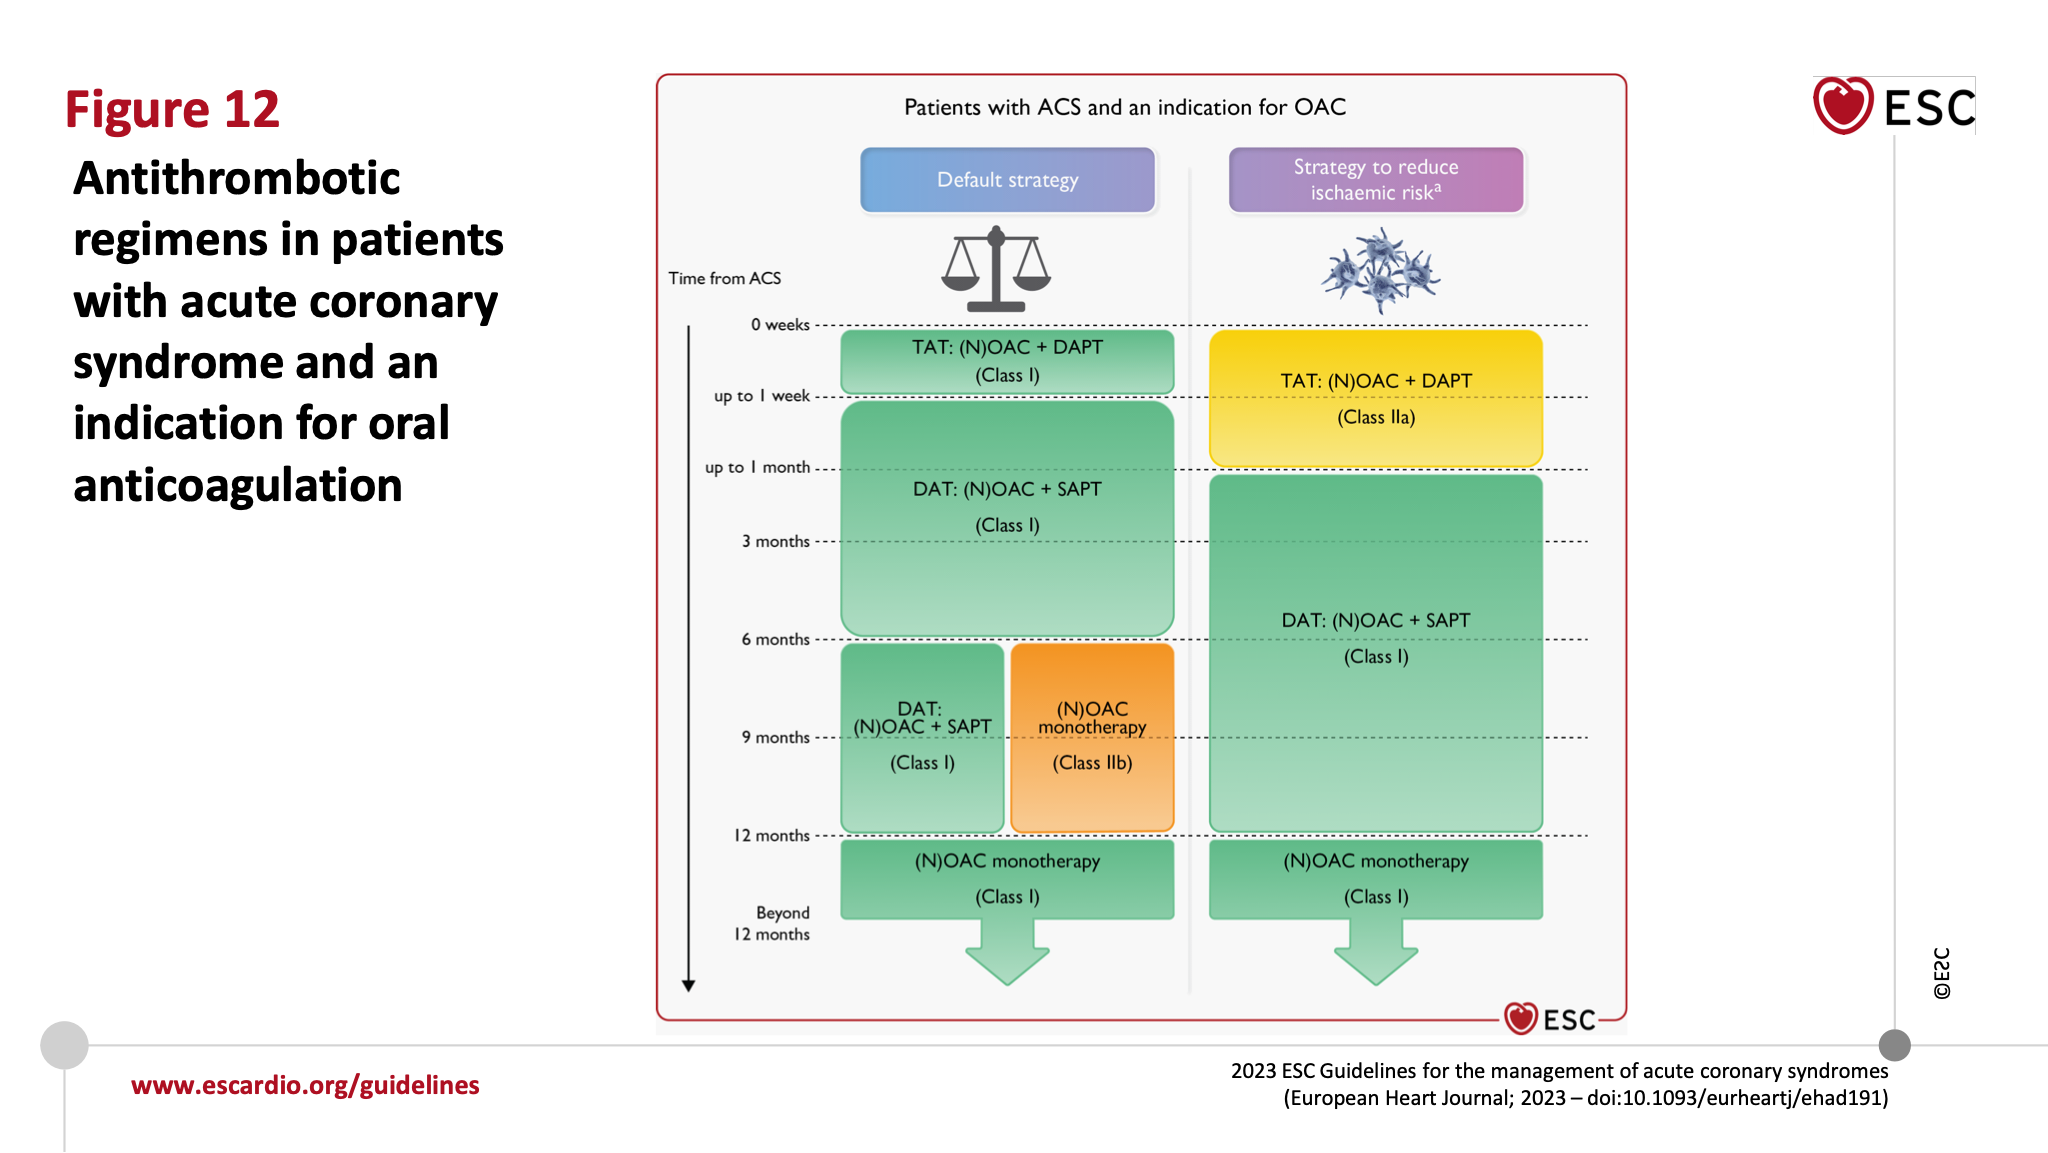 Figure 12
Antithrombotic
regimens in patients
with acute coronary
syndrome and an
indication for oral
anticoagulation
ESC
Patients with ACS and an indication for OAC
Default strategy
Strategy to reduce
ischaemic riskᵃ
Time from ACS
0 weeks
TAT: (N)OAC + DAPT
(Class I)
TAT: (N)OAC + DAPT
(Class IIa)
up to 1 week
up to 1 month
DAT: (N)OAC + SAPT
(Class I)
3 months
DAT: (N)OAC + SAPT
(Class I)
6 months
DAT:
(N)OAC + SAPT
(Class I)
(N)OAC
monotherapy
(Class IIb)
9 months
12 months
(N)OAC monotherapy
(Class I)
(N)OAC monotherapy
(Class I)
Beyond
12 months
ESC
©ESC
www.escardio.org/guidelines
2023 ESC Guidelines for the management of acute coronary syndromes
(European Heart Journal; 2023 – doi:10.1093/eurheartj/ehad191)